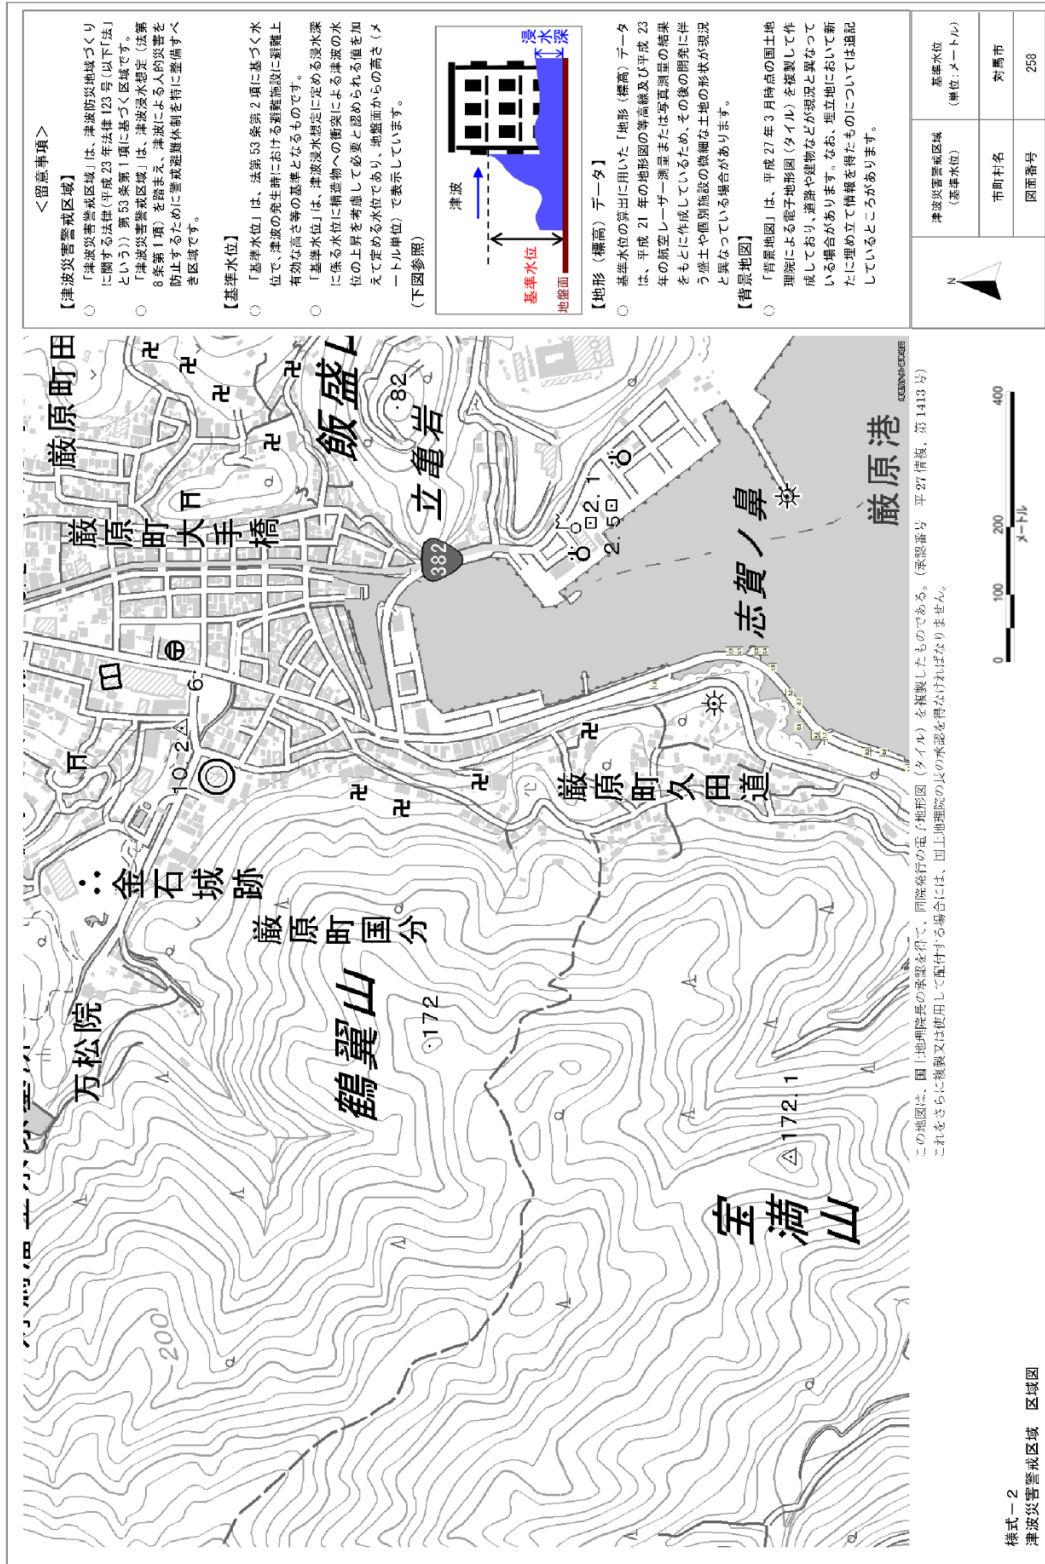 様式－2
津波災害警戒区域　区域図
万松院
金石城跡
厳原町国分
鶴翼山
172
200
宝満山
172.1
10.2
6
厳原町大手橋
厳原町田
飯盛山
82
立亀岩
382
2.1
2.5
志賀ノ鼻
厳原港
厳原町久田道
この地図は、国土地理院長の承認を得て、同院発行の電子地形図（タイル）を複製したものである。（承認番号　平27情複、第1413号）
これをさらに複製又は使用して配付する場合には、国土地理院の長の承認を得なければなりません。
0 100 200 400
メートル
＜留意事項＞
【津波災害警戒区域】
○　「津波災害警戒区域」は、津波防災地域づくり
に関する法律(平成23年法律123号(以下「法」
という))第53条第1項に基づく区域です。
○　「津波災害警戒区域」は、津波浸水想定（法第
8条第1項）を踏まえ、津波による人的災害を
防止するために警戒避難体制を特に整備すべ
き区域です。
【基準水位】
○　「基準水位」は、法第53条第2項に基づく水
位で、津波の発生時における避難施設に避難上
有効な高さ等の基準となるものです。
○　「基準水位」は、津波浸水想定に定める浸水深
に係る水位に構造物への衝突による津波の水
位の上昇を考慮して必要と認められる値を加
えて定める水位であり、地盤面からの高さ（メ
ートル単位）で表示しています。
（下図参照）
津波
基準水位
地盤面
浸水深
【地形（標高）データ】
○　基準水位の算出に用いた「地形（標高）データ
は、平成21年の地形図の等高線及び平成23
年の航空レーザー測量または写真測量の結果
をもとに作成しているため、その後の開発に伴
う盛土や個別施設の微細な土地の形状が現況
と異なっている場合があります。
【背景地図】
○　「背景地図」は、平成27年3月時点の国土地
理院による電子地形図（タイル）を複製して作
成しており、道路や建物などが現況と異なって
いる場合があります。なお、埋立地において新
たに埋め立て情報を得たものについては追記
しているところがあります。
N
津波災害警戒区域
（基準水位）
基準水位
（単位：メートル）
市町村名
対馬市
図面番号
258